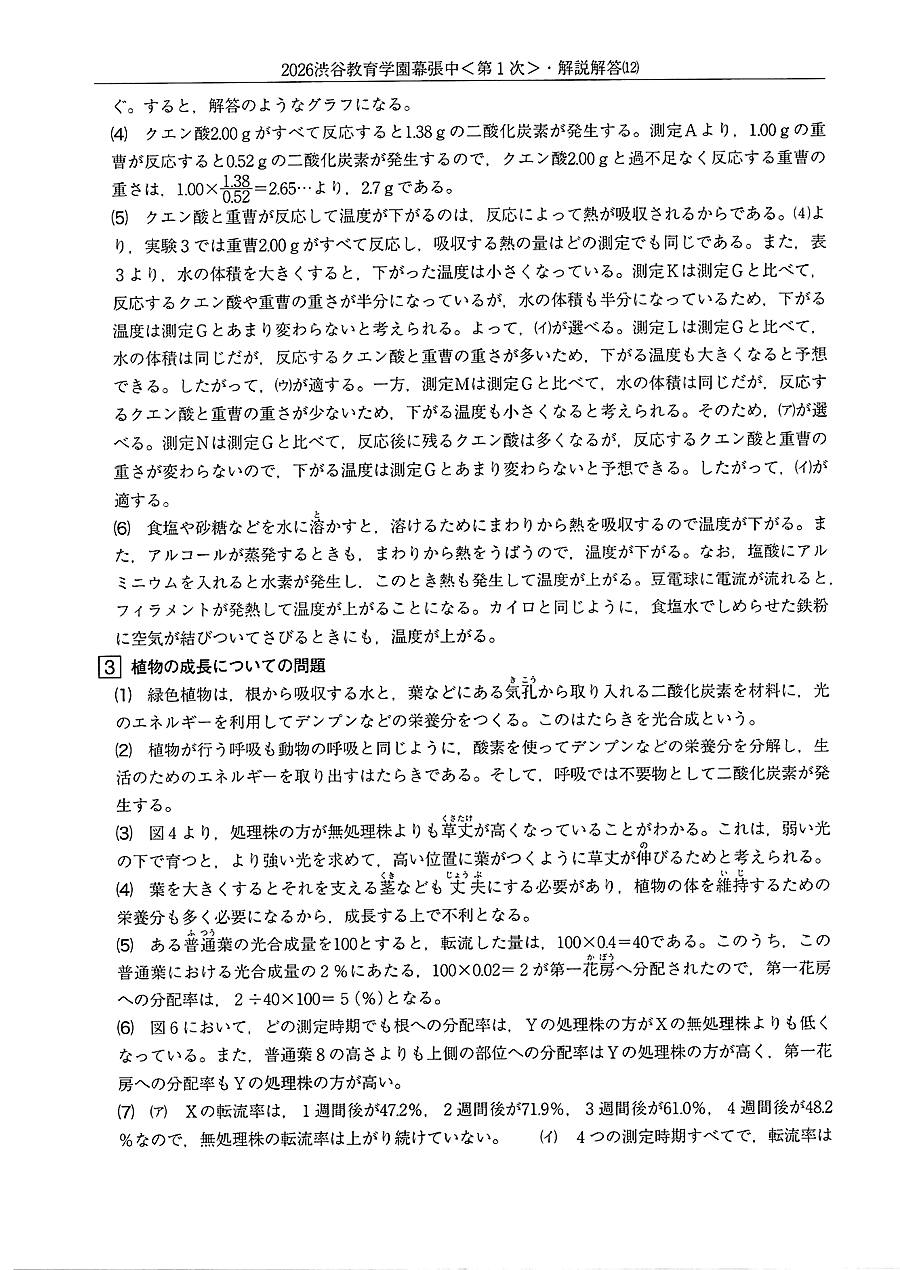 2026渋谷教育学園幕張中＜第１次＞・解説解答⑿
ぐ。すると，解答のようなグラフになる。
⑷　クエン酸2.00ｇがすべて反応すると1.38ｇの二酸化炭素が発生する。測定Ａより，1.00ｇの重
曹が反応すると0.52ｇの二酸化炭素が発生するので，クエン酸2.00ｇと過不足なく反応する重曹の
重さは，1.00×1.38/0.52＝2.65…より，2.7ｇである。
⑸　クエン酸と重曹が反応して温度が下がるのは，反応によって熱が吸収されるからである。⑷よ
り，実験３では重曹2.00ｇがすべて反応し，吸収する熱の量はどの測定でも同じである。また，表
３より，水の体積を大きくすると，下がった温度は小さくなっている。測定Ｋは測定Ｇと比べて，
反応するクエン酸や重曹の重さが半分になっているが，水の体積も半分になっているため，下がる
温度は測定Ｇとあまり変わらないと考えられる。よって，(ｲ)が選べる。測定Ｌは測定Ｇと比べて，
水の体積は同じだが，反応するクエン酸と重曹の重さが多いため，下がる温度も大きくなると予想
できる。したがって，(ｳ)が適する。一方，測定Ｍは測定Ｇと比べて，水の体積は同じだが，反応す
るクエン酸と重曹の重さが少ないため，下がる温度も小さくなると考えられる。そのため，(ｱ)が選
べる。測定Ｎは測定Ｇと比べて，反応後に残るクエン酸は多くなるが，反応するクエン酸と重曹の
重さが変わらないので，下がる温度は測定Ｇとあまり変わらないと予想できる。したがって，(ｲ)が
適する。
⑹　食塩や砂糖などを水に溶かすと，溶けるためにまわりから熱を吸収するので温度が下がる。ま
た，アルコールが蒸発するときも，まわりから熱をうばうので，温度が下がる。なお，塩酸にアル
ミニウムを入れると水素が発生し，このとき熱も発生して温度が上がる。豆電球に電流が流れると，
フィラメントが発熱して温度が上がることになる。カイロと同じように，食塩水でしめらせた鉄粉
に空気が結びついてさびるときにも，温度が上がる。
3 植物の成長についての問題
⑴　緑色植物は，根から吸収する水と，葉などにある気孔から取り入れる二酸化炭素を材料に，光
のエネルギーを利用してデンプンなどの栄養分をつくる。このはたらきを光合成という。
⑵　植物が行う呼吸も動物の呼吸と同じように，酸素を使ってデンプンなどの栄養分を分解し，生
活のためのエネルギーを取り出すはたらきである。そして，呼吸では不要物として二酸化炭素が発
生する。
⑶　図４より，処理株の方が無処理株よりも草丈が高くなっていることがわかる。これは，弱い光
の下で育つと，より強い光を求めて，高い位置に葉がつくように草丈が伸びるためと考えられる。
⑷　葉を大きくするとそれを支える茎なども丈夫にする必要があり，植物の体を維持するための
栄養分も多く必要になるから，成長する上で不利となる。
⑸　ある普通葉の光合成量を100とすると，転流した量は，100×0.4＝40である。このうち，この
普通葉における光合成量の２％にあたる，100×0.02＝２が第一花房へ分配されたので，第一花房
への分配率は，２÷40×100＝５(％)となる。
⑹　図６において，どの測定時期でも根への分配率は，Ｙの処理株の方がＸの無処理株よりも低く
なっている。また，普通葉８の高さよりも上側の部位への分配率はＹの処理株の方が高く，第一花
房への分配率もＹの処理株の方が高い。
⑺　(ｱ)　Ｘの転流率は，１週間後が47.2％，２週間後が71.9％，３週間後が61.0％，４週間後が48.2
％なので，無処理株の転流率は上がり続けていない。　(ｲ)　４つの測定時期すべてで，転流率は